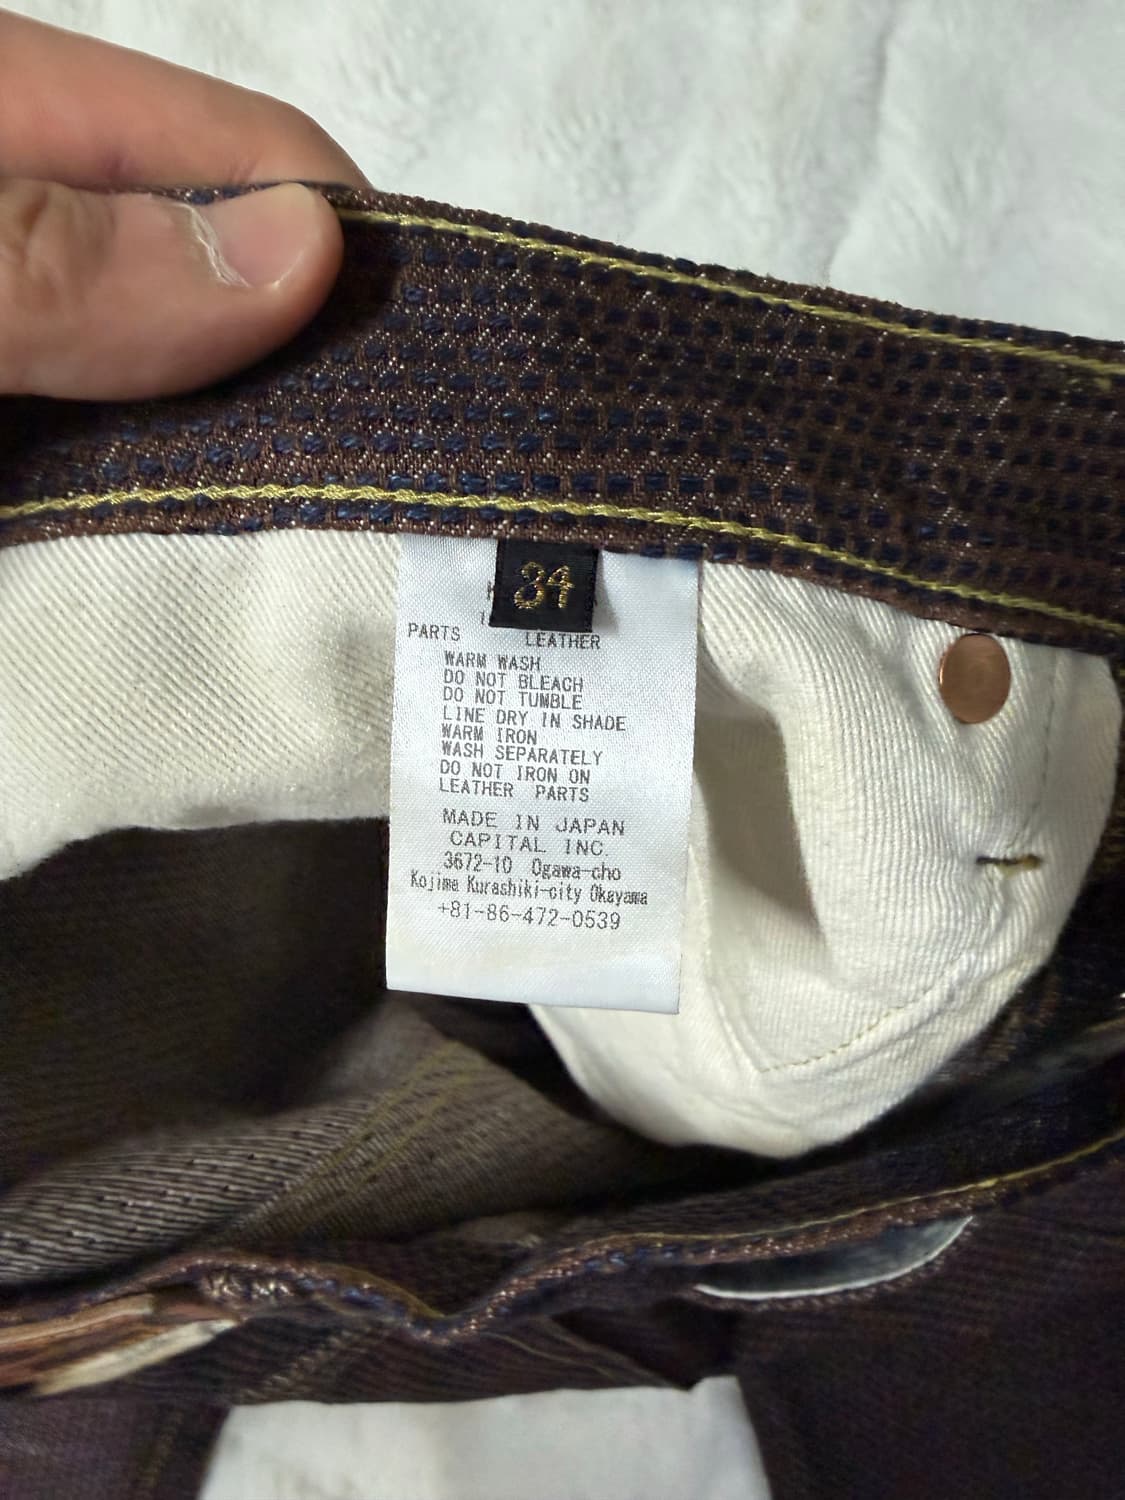 34
PARTS LEATHER
WARM WASH
DO NOT BLEACH
DO NOT TUMBLE
LINE DRY IN SHADE
WARM IRON
WASH SEPARATELY
DO NOT IRON ON
LEATHER PARTS
MADE IN JAPAN
CAPITAL INC.
3672-10 Ogawa-cho
Kojima Kurashiki-city Okayama
+81-86-472-0539